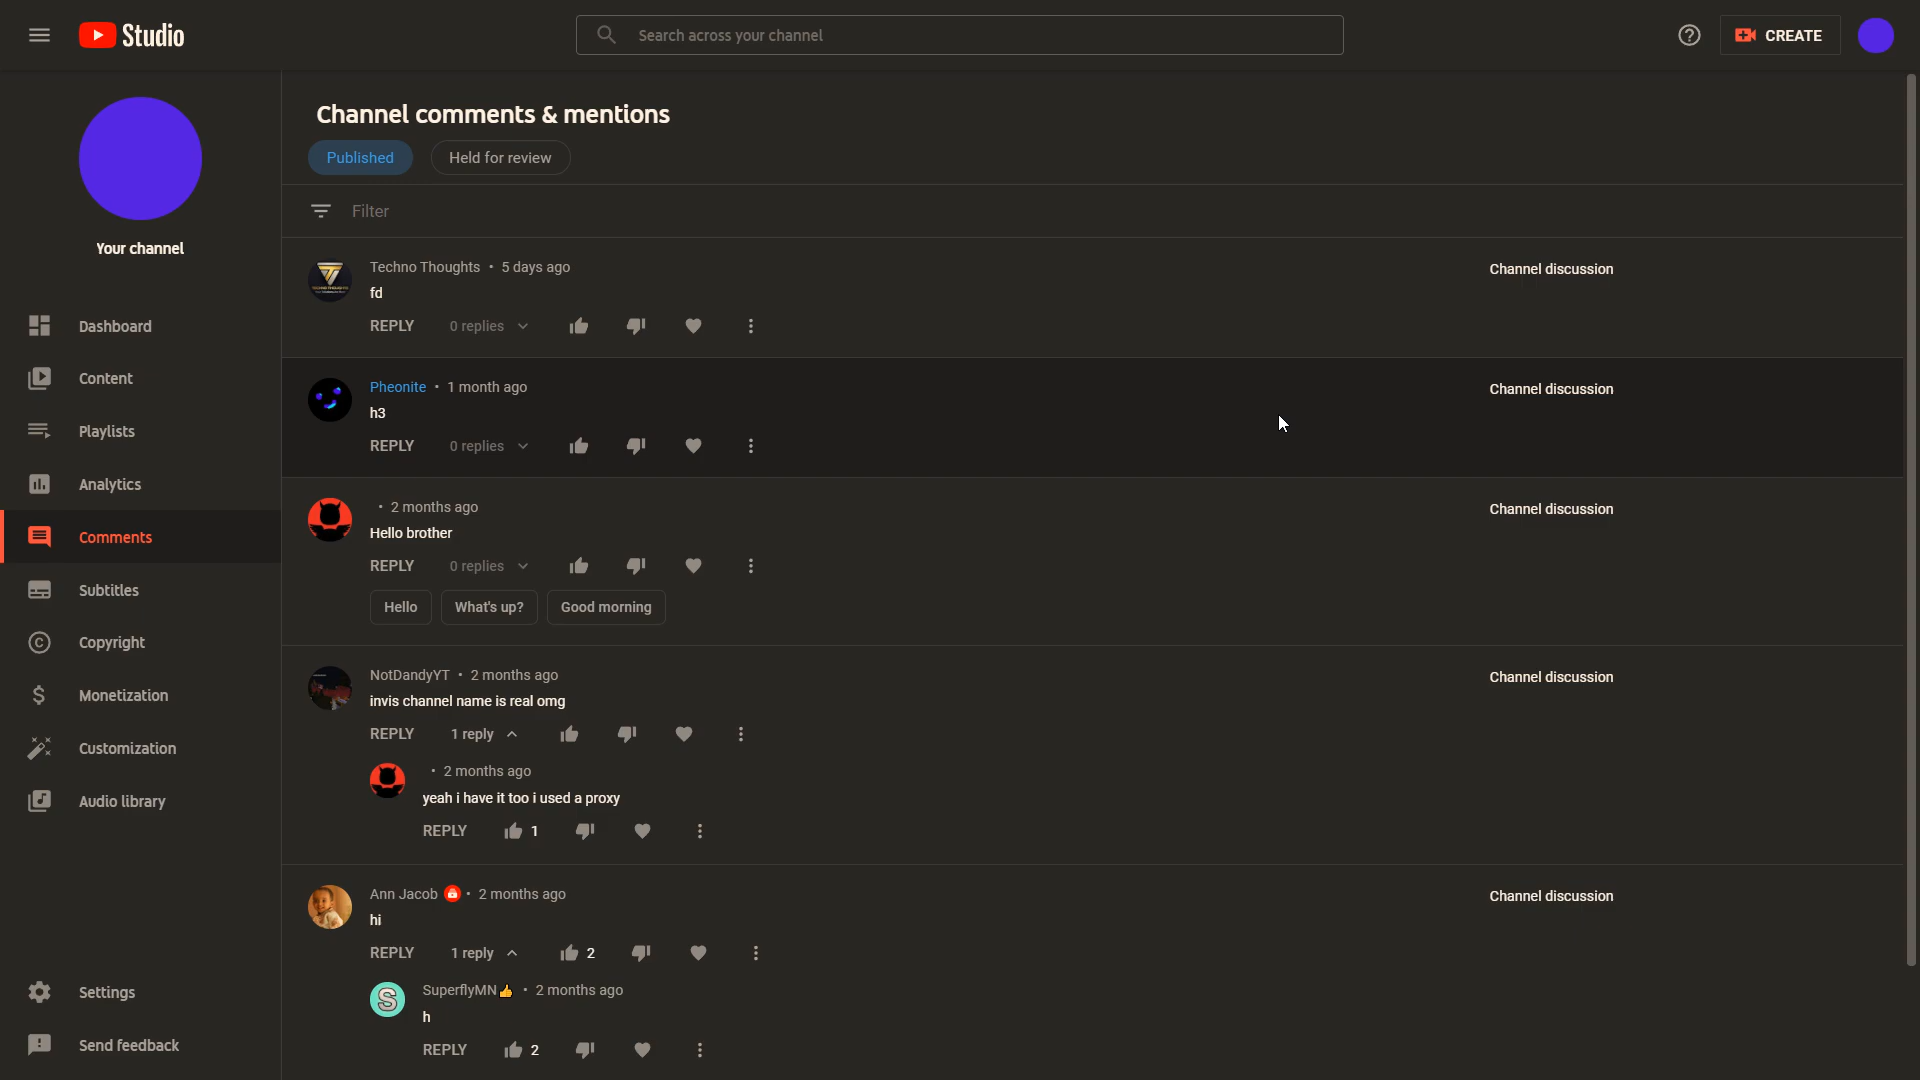 Studio
Search across your channel
CREATE
Your channel
Dashboard
Content
Playlists
Analytics
Comments
Subtitles
Copyright
Monetization
Customization
Audio library
Settings
Send feedback
Channel comments & mentions
Published
Held for review
Filter
Techno Thoughts • 5 days ago
Channel discussion
fd
REPLY 0 replies
Pheonite • 1 month ago
Channel discussion
h3
REPLY 0 replies
• 2 months ago
Channel discussion
Hello brother
REPLY 0 replies
Hello What's up? Good morning
NotDandyYT • 2 months ago
Channel discussion
invis channel name is real omg
REPLY 1 reply
• 2 months ago
yeah i have it too i used a proxy
REPLY 1
Ann Jacob • 2 months ago
Channel discussion
hi
REPLY 1 reply 2
S
SuperflyMN👍 • 2 months ago
h
REPLY 2